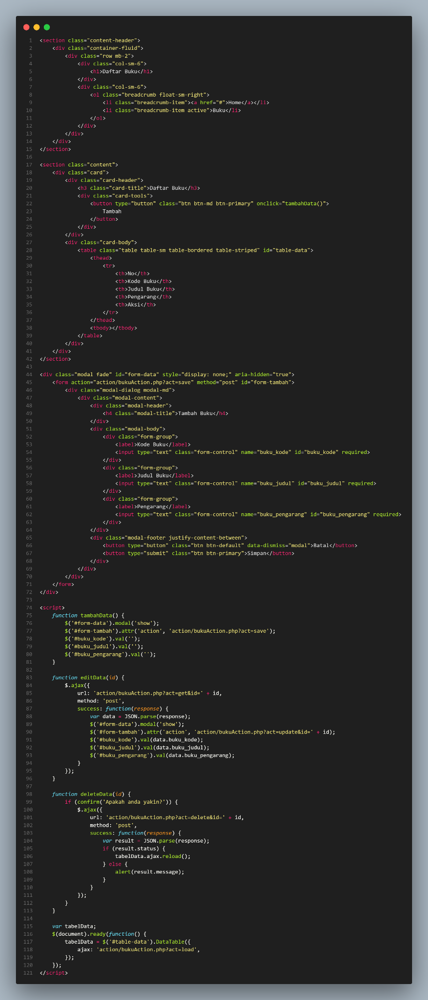 1 <section class="content-header">
2     <div class="container-fluid">
3         <div class="row mb-2">
4             <div class="col-sm-6">
5                 <h1>Daftar Buku</h1>
6             </div>
7             <div class="col-sm-6">
8                 <ol class="breadcrumb float-sm-right">
9                     <li class="breadcrumb-item"><a href="#">Home</a></li>
10                     <li class="breadcrumb-item active">Buku</li>
11                 </ol>
12             </div>
13         </div>
14     </div>
15 </section>
16
17 <section class="content">
18     <div class="card">
19         <div class="card-header">
20             <h3 class="card-title">Daftar Buku</h3>
21             <div class="card-tools">
22                 <button type="button" class="btn btn-md btn-primary" onclick="tambahData()">
23                     Tambah
24                 </button>
25             </div>
26         </div>
27         <div class="card-body">
28             <table class="table table-sm table-bordered table-striped" id="table-data">
29                 <thead>
30                     <tr>
31                         <th>No</th>
32                         <th>Kode Buku</th>
33                         <th>Judul Buku</th>
34                         <th>Pengarang</th>
35                         <th>Aksi</th>
36                     </tr>
37                 </thead>
38                 <tbody></tbody>
39             </table>
40         </div>
41     </div>
42 </section>
43
44 <div class="modal fade" id="form-data" style="display: none;" aria-hidden="true">
45     <form action="action/bukuAction.php?act=save" method="post" id="form-tambah">
46         <div class="modal-dialog modal-md">
47             <div class="modal-content">
48                 <div class="modal-header">
49                     <h4 class="modal-title">Tambah Buku</h4>
50                 </div>
51                 <div class="modal-body">
52                     <div class="form-group">
53                         <label>Kode Buku</label>
54                         <input type="text" class="form-control" name="buku_kode" id="buku_kode" required>
55                     </div>
56                     <div class="form-group">
57                         <label>Judul Buku</label>
58                         <input type="text" class="form-control" name="buku_judul" id="buku_judul" required>
59                     </div>
60                     <div class="form-group">
61                         <label>Pengarang</label>
62                         <input type="text" class="form-control" name="buku_pengarang" id="buku_pengarang" required>
63                     </div>
64                 </div>
65                 <div class="modal-footer justify-content-between">
66                     <button type="button" class="btn btn-default" data-dismiss="modal">Batal</button>
67                     <button type="submit" class="btn btn-primary">Simpan</button>
68                 </div>
69             </div>
70         </div>
71     </form>
72 </div>
73
74 <script>
75     function tambahData() {
76         $('#form-data').modal('show');
77         $('#form-tambah').attr('action', 'action/bukuAction.php?act=save');
78         $('#buku_kode').val('');
79         $('#buku_judul').val('');
80         $('#buku_pengarang').val('');
81     }
82
83     function editData(id) {
84         $.ajax({
85             url: 'action/bukuAction.php?act=get&id=' + id,
86             method: 'post',
87             success: function(response) {
88                 var data = JSON.parse(response);
89                 $('#form-data').modal('show');
90                 $('#form-tambah').attr('action', 'action/bukuAction.php?act=update&id=' + id);
91                 $('#buku_kode').val(data.buku_kode);
92                 $('#buku_judul').val(data.buku_judul);
93                 $('#buku_pengarang').val(data.buku_pengarang);
94             }
95         });
96     }
97
98     function deleteData(id) {
99         if (confirm('Apakah anda yakin?')) {
100             $.ajax({
101                 url: 'action/bukuAction.php?act=delete&id=' + id,
102                 method: 'post',
103                 success: function(response) {
104                     var result = JSON.parse(response);
105                     if (result.status) {
106                         tabelData.ajax.reload();
107                     } else {
108                         alert(result.message);
109                     }
110                 }
111             });
112         }
113     }
114
115     var tabelData;
116     $(document).ready(function() {
117         tabelData = $('#table-data').DataTable({
118             ajax: 'action/bukuAction.php?act=load',
119         });
120     });
121 </script>